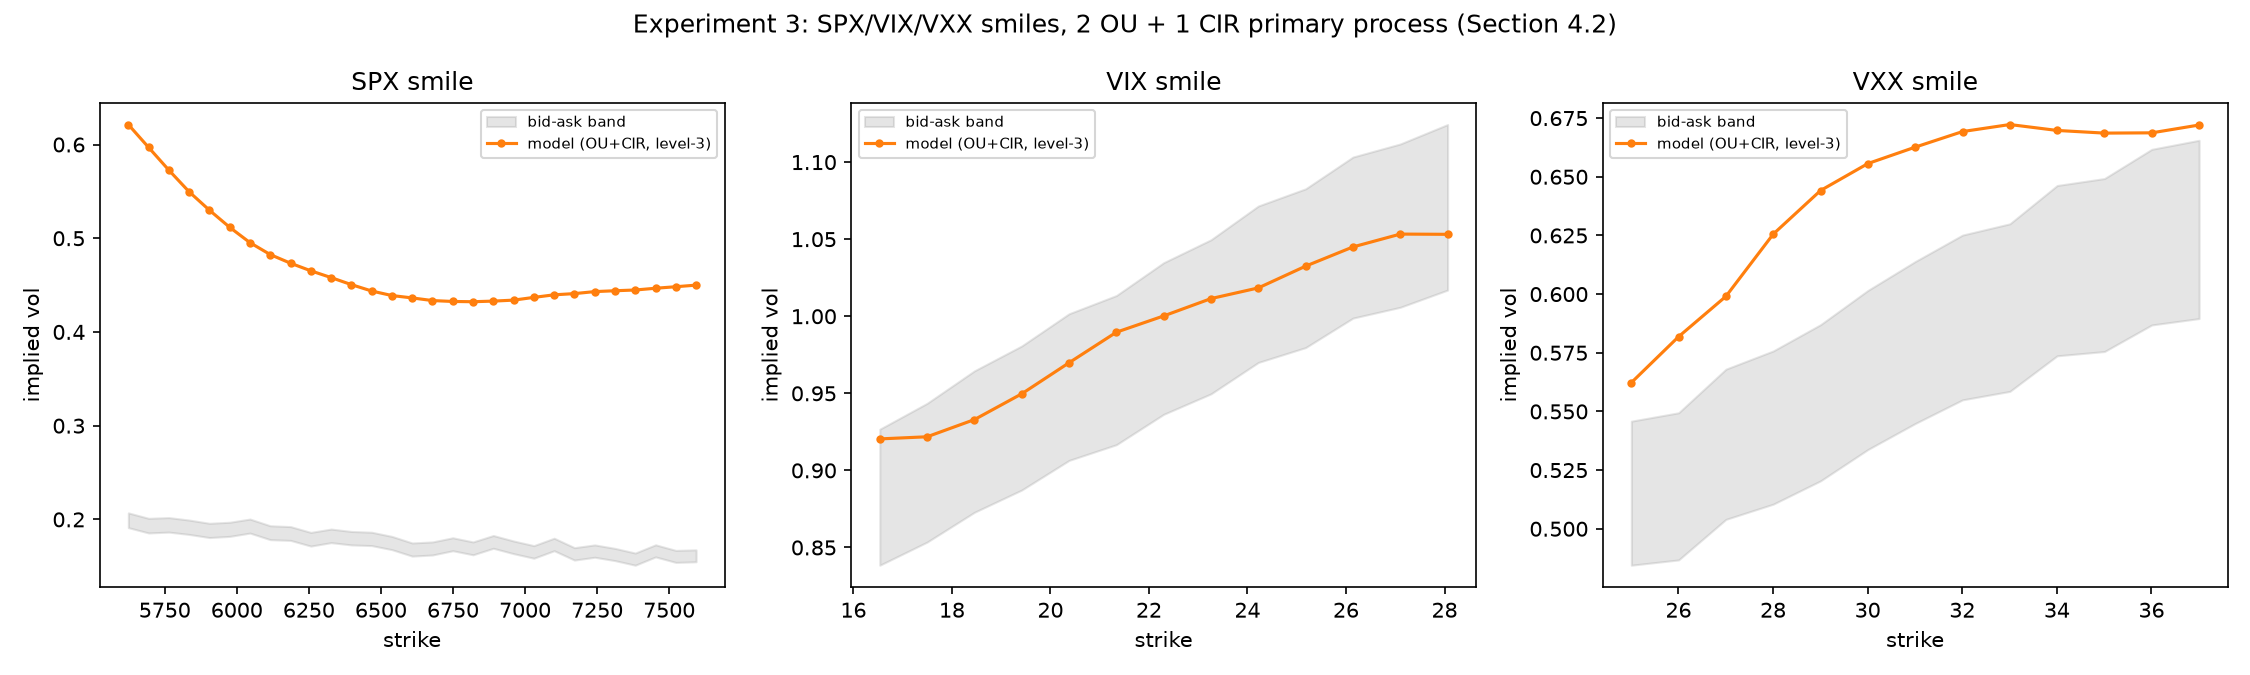 Experiment 3: SPX/VIX/VXX smiles, 2 OU + 1 CIR primary process (Section 4.2)
SPX smile
bid-ask band
model (OU+CIR, level-3)
implied vol
0.6
0.5
0.4
0.3
0.2
5750 6000 6250 6500 6750 7000 7250 7500
strike
VIX smile
bid-ask band
model (OU+CIR, level-3)
implied vol
1.10
1.05
1.00
0.95
0.90
0.85
16 18 20 22 24 26 28
strike
VXX smile
bid-ask band
model (OU+CIR, level-3)
implied vol
0.675
0.650
0.625
0.600
0.575
0.550
0.525
0.500
26 28 30 32 34 36
strike